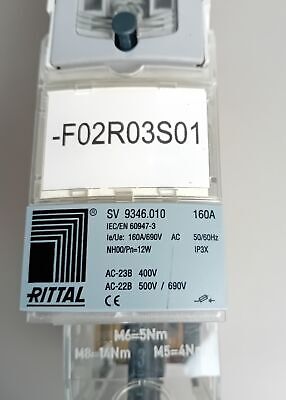 -F02R03S01
SV 9346.010 160A
IEC/EN 60947-3
Ie/Ue: 160A/690V AC 50/60Hz
NH00/Pn=12W IP3X
AC-23B 400V
AC-22B 500V / 690V
CE
®
RITTAL
M6=5Nm
M8=14Nm M5=4Nm